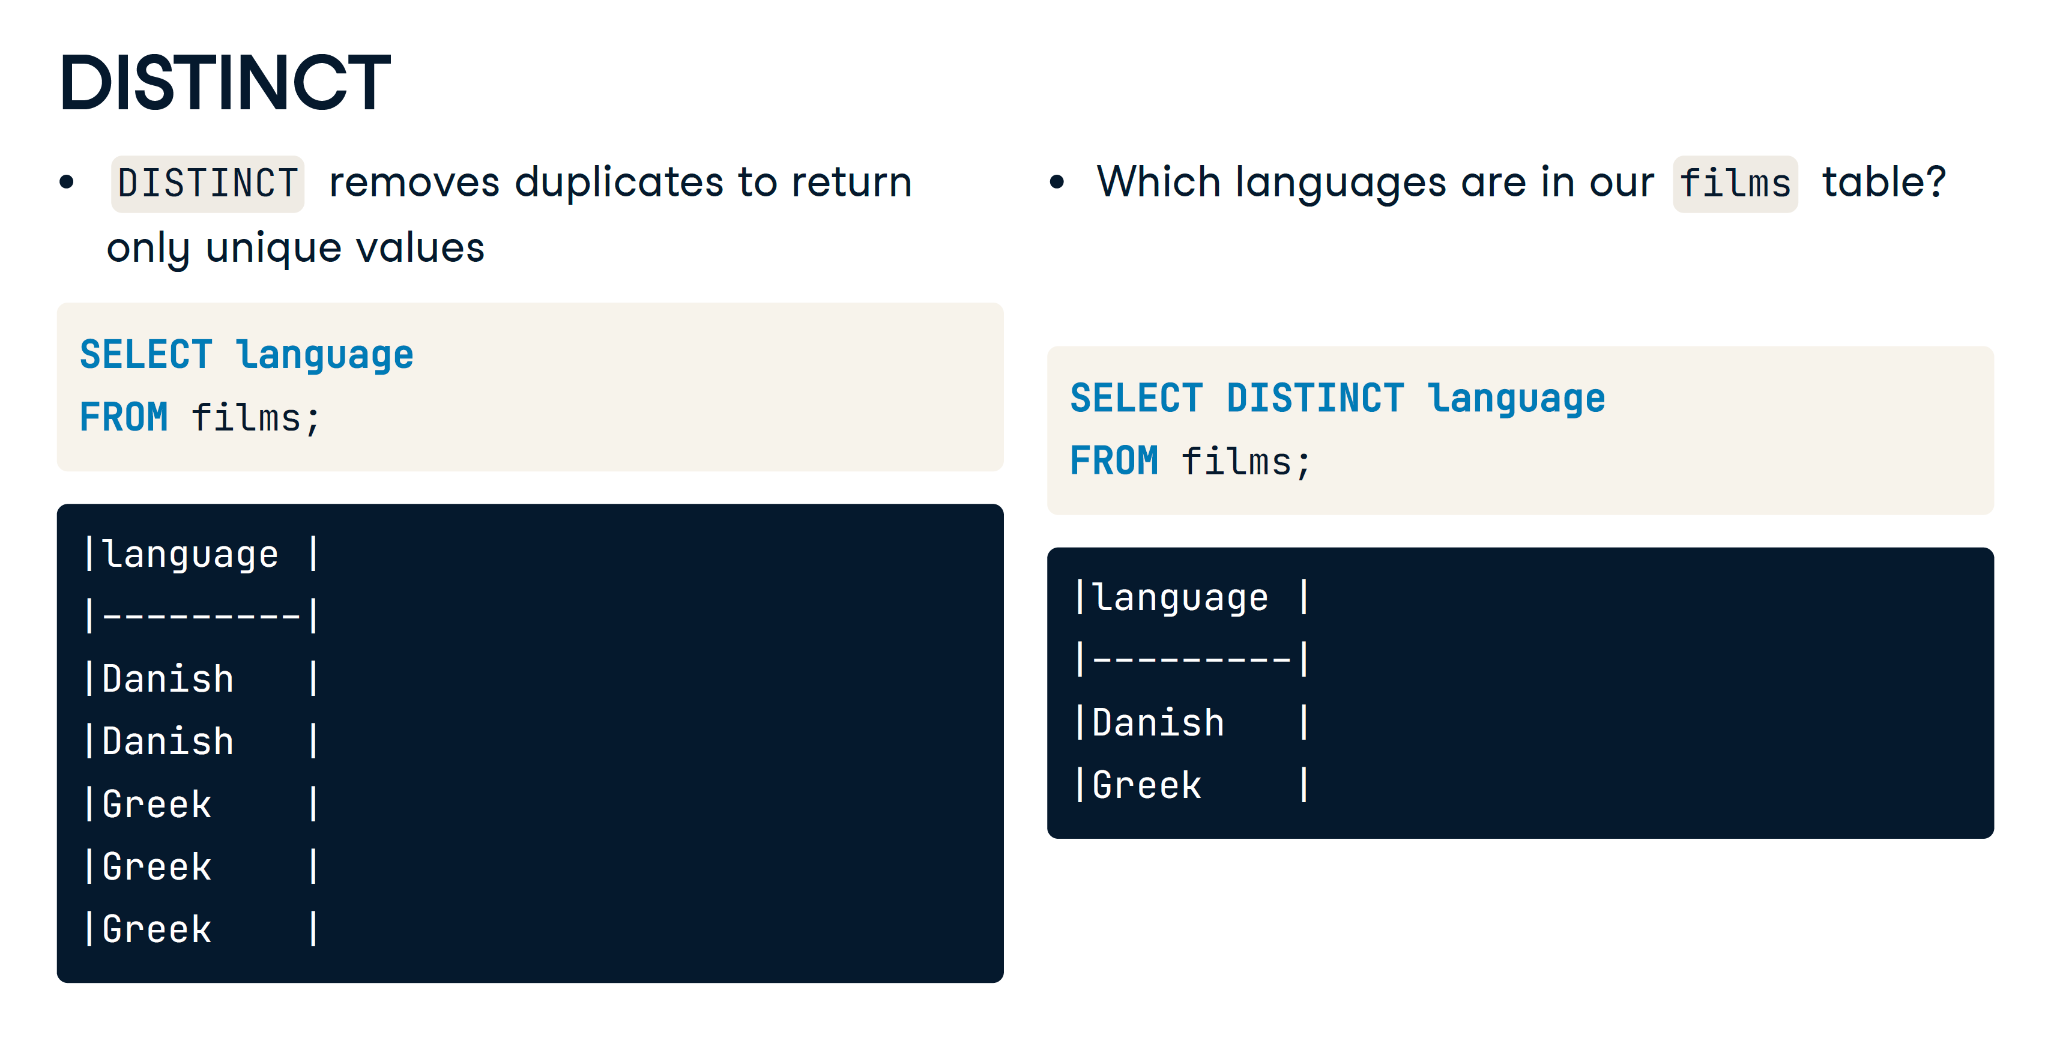 DISTINCT
• DISTINCT removes duplicates to return
only unique values
SELECT language
FROM films;
|language |
|---------|
|Danish   |
|Danish   |
|Greek    |
|Greek    |
|Greek    |
• Which languages are in our films table?
SELECT DISTINCT language
FROM films;
|language |
|---------|
|Danish   |
|Greek    |